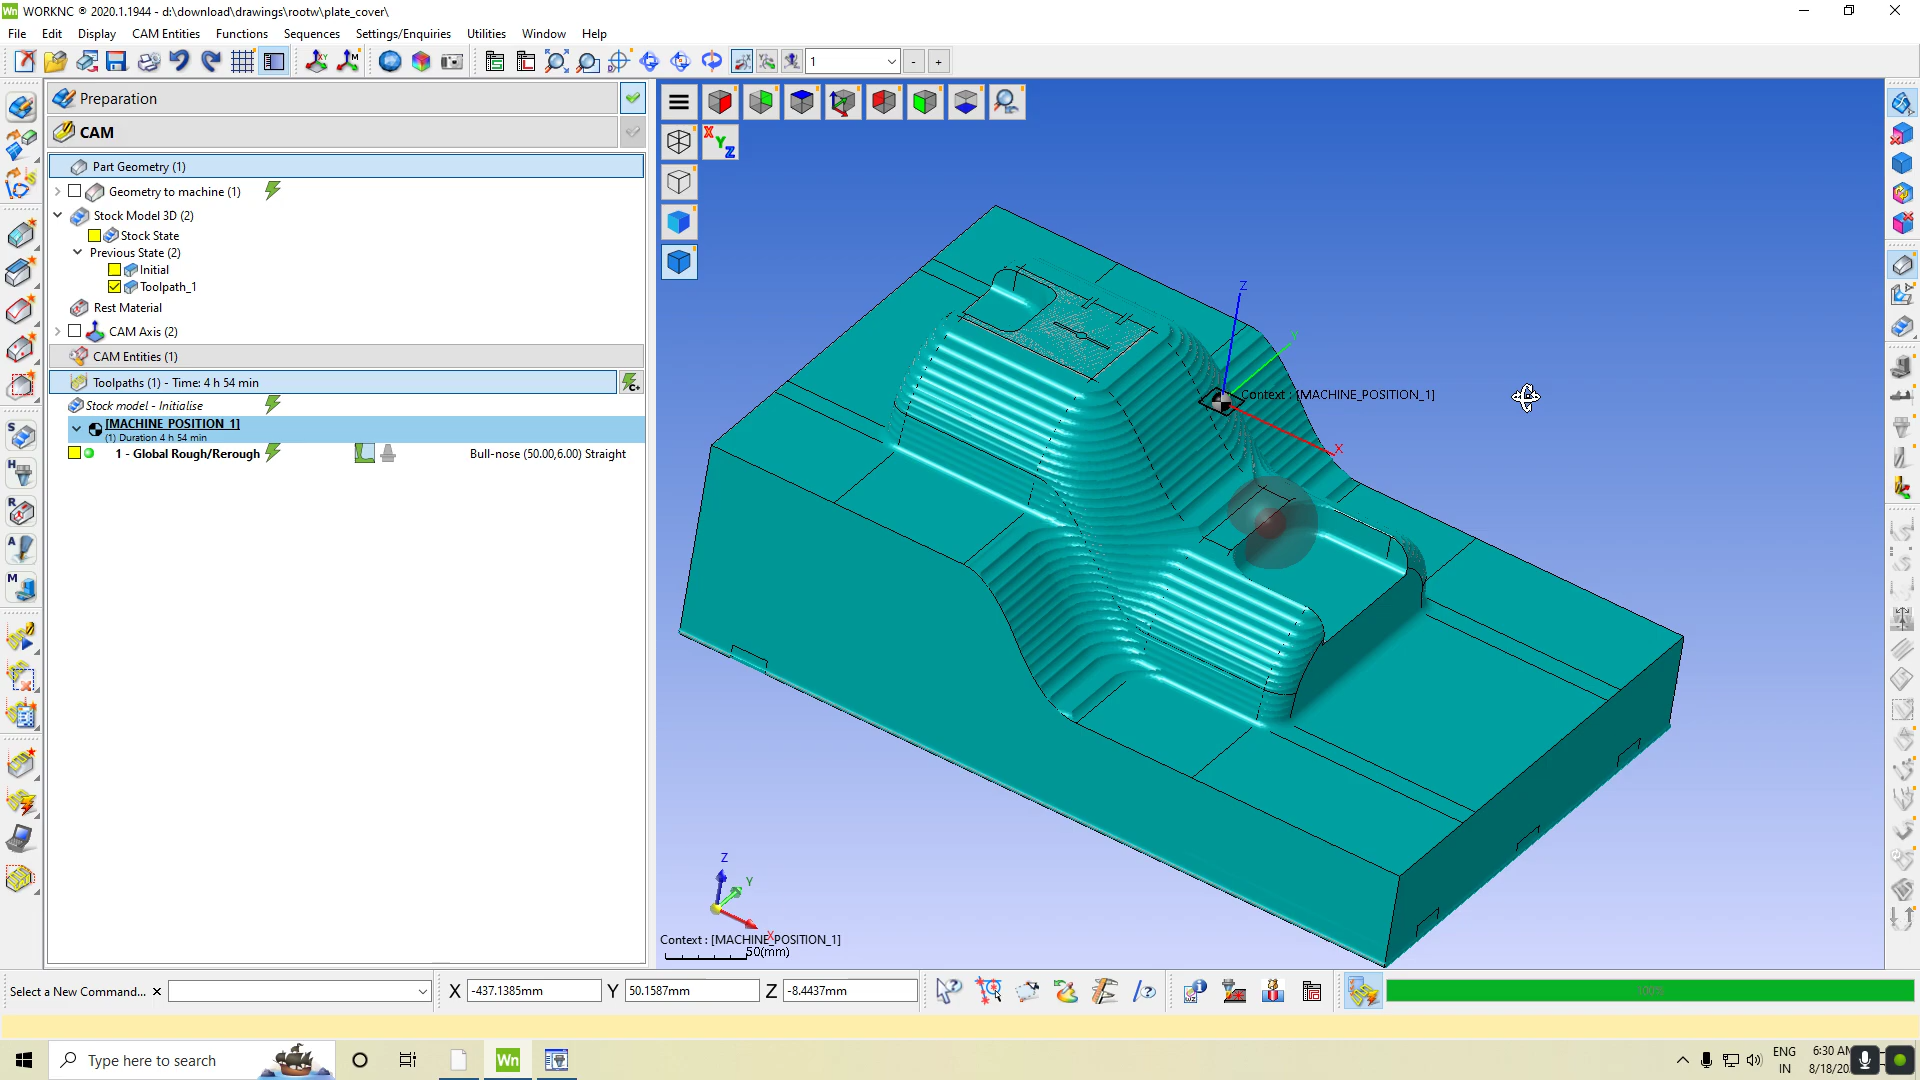 WORKNC ® 2020.1.1944 - d:\download\drawings\rootw\plate_cover\
File Edit Display CAM Entities Functions Sequences Settings/Enquiries Utilities Window Help
1
- +
Preparation
CAM
Part Geometry (1)
Geometry to machine (1)
Stock Model 3D (2)
Stock State
Previous State (2)
Initial
Toolpath_1
Rest Material
CAM Axis (2)
CAM Entities (1)
Toolpaths (1) - Time: 4 h 54 min
Stock model - Initialise
[MACHINE_POSITION_1]
(1) Duration 4 h 54 min
1 - Global Rough/Rerough Bull-nose (50.00,6.00) Straight
X Y Z
Z
Y
Context : [MACHINE_POSITION_1]
X
Z
Y
X
Context : [MACHINE_POSITION_1]
50(mm)
Select a New Command... X -437.1385mm Y 50.1587mm Z -8.4437mm 100%
Type here to search
Wn
ENG
IN
6:30 AM